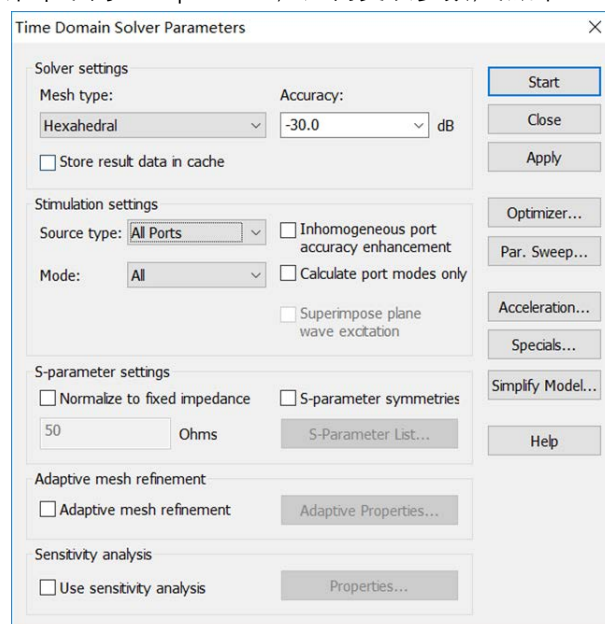 Time Domain Solver Parameters
Solver settings
Mesh type:
Accuracy:
Hexahedral
-30.0
dB
Store result data in cache
Stimulation settings
Source type:
All Ports
Inhomogeneous port
accuracy enhancement
Mode:
All
Calculate port modes only
Superimpose plane
wave excitation
S-parameter settings
Normalize to fixed impedance
S-parameter symmetries
50
Ohms
S-Parameter List...
Adaptive mesh refinement
Adaptive mesh refinement
Adaptive Properties...
Sensitivity analysis
Use sensitivity analysis
Properties...
Start
Close
Apply
Optimizer...
Par. Sweep...
Acceleration...
Specials...
Simplify Model...
Help